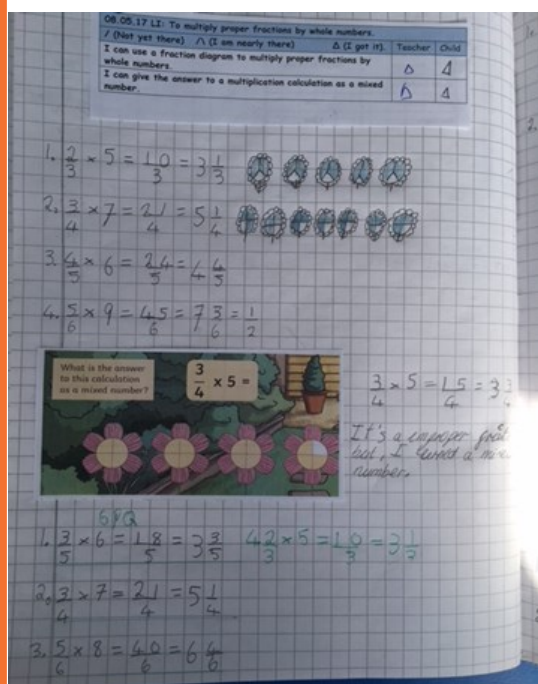 08.05.17 LI: To multiply proper fractions by whole numbers.
/ (Not yet there) /\ (I am nearly there) Δ (I got it). Teacher Child
I can use a fraction diagram to multiply proper fractions by whole numbers. Δ Δ
I can give the answer to a multiplication calculation as a mixed number. Δ Δ
1. 2/3 × 5 = 10/3 = 3 1/3
2. 3/4 × 7 = 21/4 = 5 1/4
3. 4/5 × 6 = 24/5 = 4 4/5
4. 5/6 × 9 = 45/6 = 7 3/6 = 1/2
What is the answer
to this calculation
as a mixed number?
3/4 × 5 =
3/4 × 5 = 15/4 = 3 3/4
It's a improper
but, I turned a
number.
1. 3/5 × 6 = 18/5 = 3 3/5
4 2/3 × 5 = 10/3 = 3 1/3
2. 3/4 × 7 = 21/4 = 5 1/4
3. 5/6 × 8 = 40/6 = 6 4/6